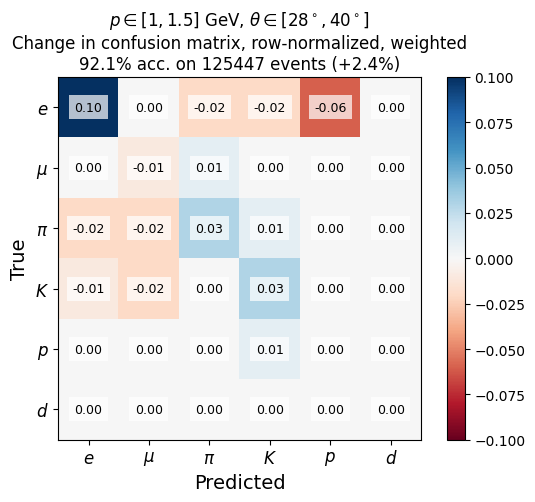 p ∈ [1, 1.5] GeV, θ ∈ [28°, 40°]
Change in confusion matrix, row-normalized, weighted
92.1% acc. on 125447 events (+2.4%)
True
e 0.10 0.00 -0.02 -0.02 -0.06 0.00
μ 0.00 -0.01 0.01 0.00 0.00 0.00
π -0.02 -0.02 0.03 0.01 0.00 0.00
K -0.01 -0.02 0.00 0.03 0.00 0.00
p 0.00 0.00 0.00 0.01 0.00 0.00
d 0.00 0.00 0.00 0.00 0.00 0.00
e μ π K p d
Predicted
0.100
0.075
0.050
0.025
0.000
-0.025
-0.050
-0.075
-0.100